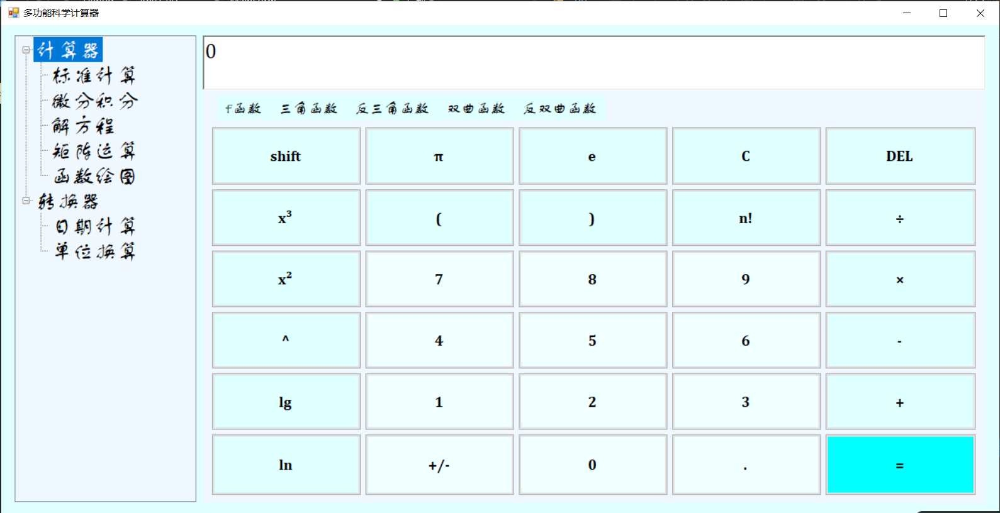 多功能科学计算器
计算器
标准计算
微分积分
解方程
矩阵运算
函数绘图
转换器
日期计算
单位换算
0
f函数 三角函数 反三角函数 双曲函数 反双曲函数
shift π e C DEL
x³ ( ) n! ÷
x² 7 8 9 ×
^ 4 5 6 -
lg 1 2 3 +
ln +/- 0 . =